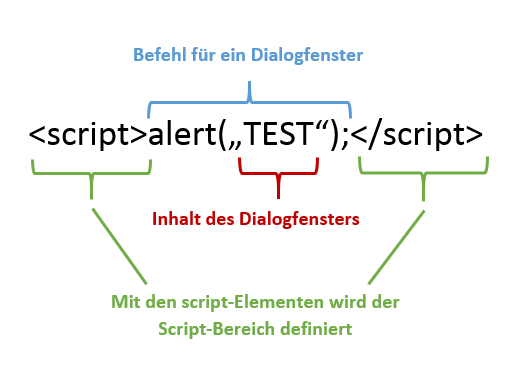 Befehl für ein Dialogfenster
<script>alert(„TEST“);</script>
Inhalt des Dialogfensters
Mit den script-Elementen wird der
Script-Bereich definiert